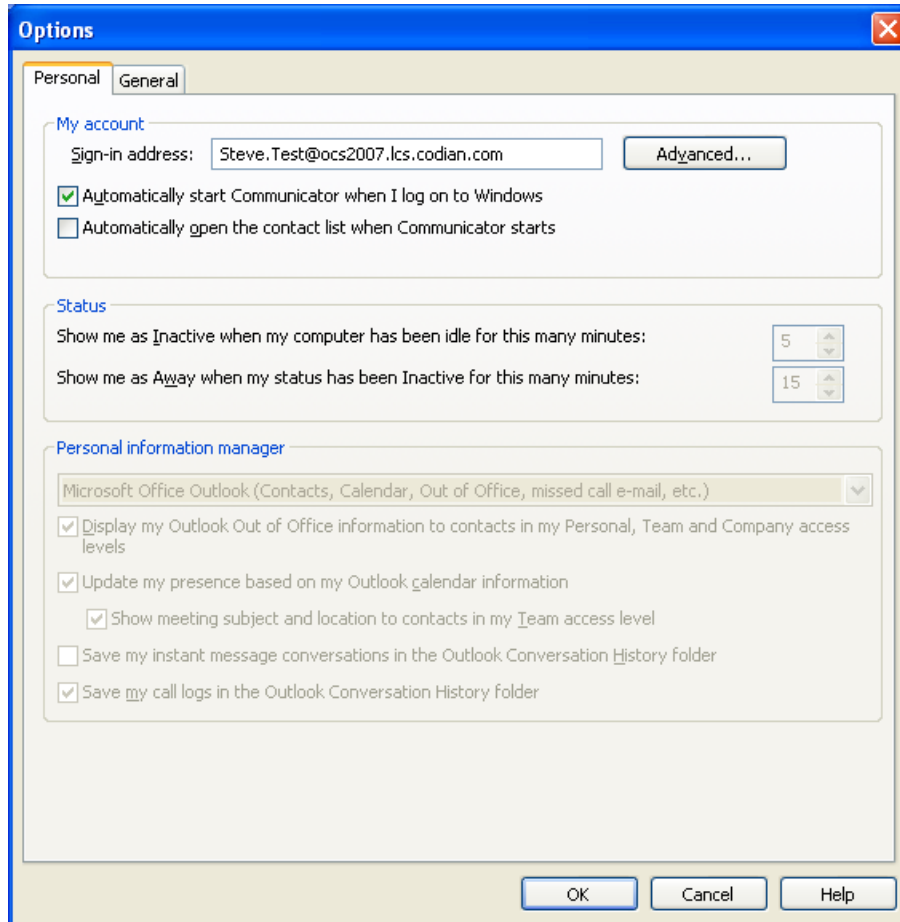 Options
Personal
General
My account
Sign-in address:
Steve.Test@ocs2007.lcs.codian.com
Advanced...
Automatically start Communicator when I log on to Windows
Automatically open the contact list when Communicator starts
Status
Show me as Inactive when my computer has been idle for this many minutes:
5
Show me as Away when my status has been Inactive for this many minutes:
15
Personal information manager
Microsoft Office Outlook (Contacts, Calendar, Out of Office, missed call e-mail, etc.)
Display my Outlook Out of Office information to contacts in my Personal, Team and Company access
levels
Update my presence based on my Outlook calendar information
Show meeting subject and location to contacts in my Team access level
Save my instant message conversations in the Outlook Conversation History folder
Save my call logs in the Outlook Conversation History folder
OK
Cancel
Help